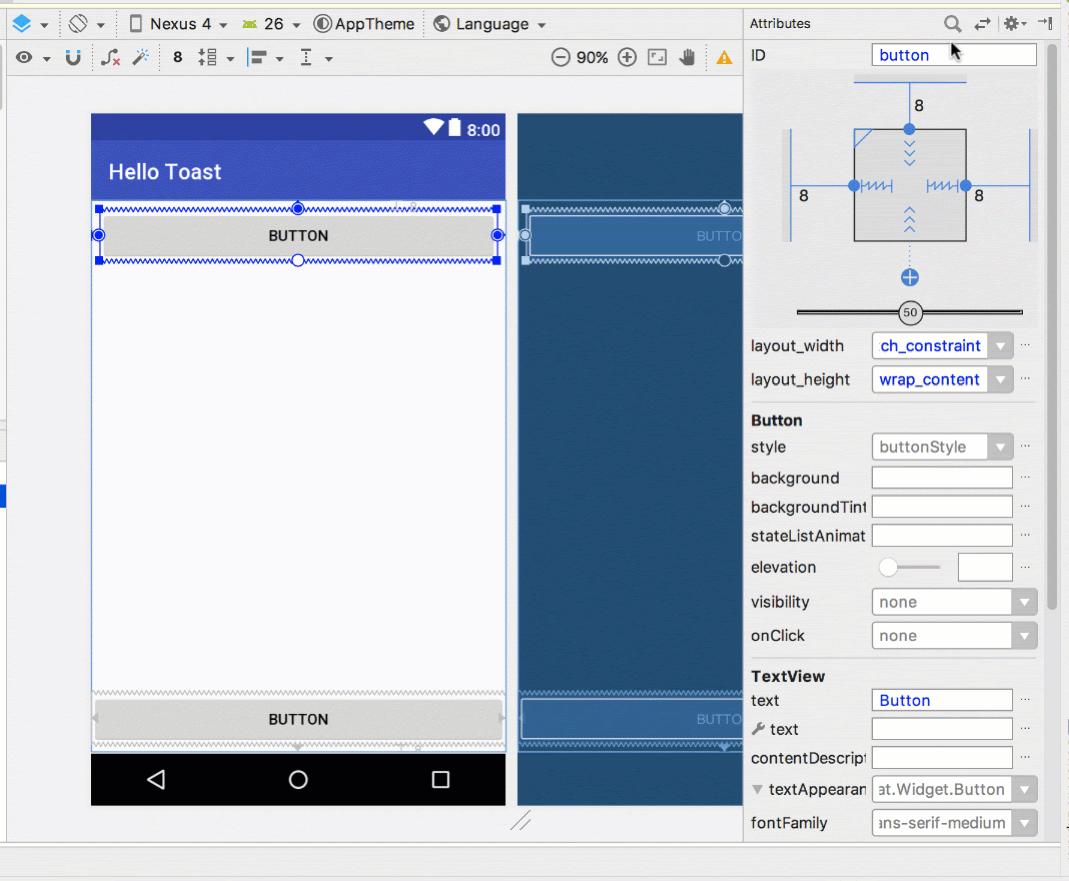 Nexus 4 26 AppTheme Language
8 90%
Attributes
ID button
8
8 8
50
layout_width ch_constraint
layout_height wrap_content
Button
style buttonStyle
background
backgroundTint
stateListAnimat
elevation
visibility none
onClick none
TextView
text Button
text
contentDescript
textAppearan at.Widget.Button
fontFamily ans-serif-medium
8:00
Hello Toast
8
BUTTON
BUTTO
BUTTON
BUTTO
8